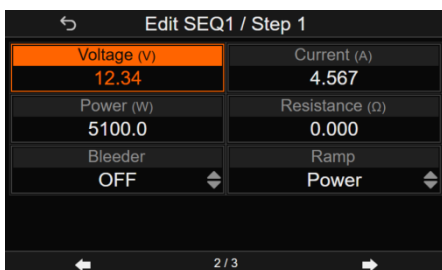 Edit SEQ1 / Step 1
Voltage (V) Current (A)
12.34 4.567
Power (W) Resistance (Ω)
5100.0 0.000
Bleeder Ramp
OFF Power
2 / 3